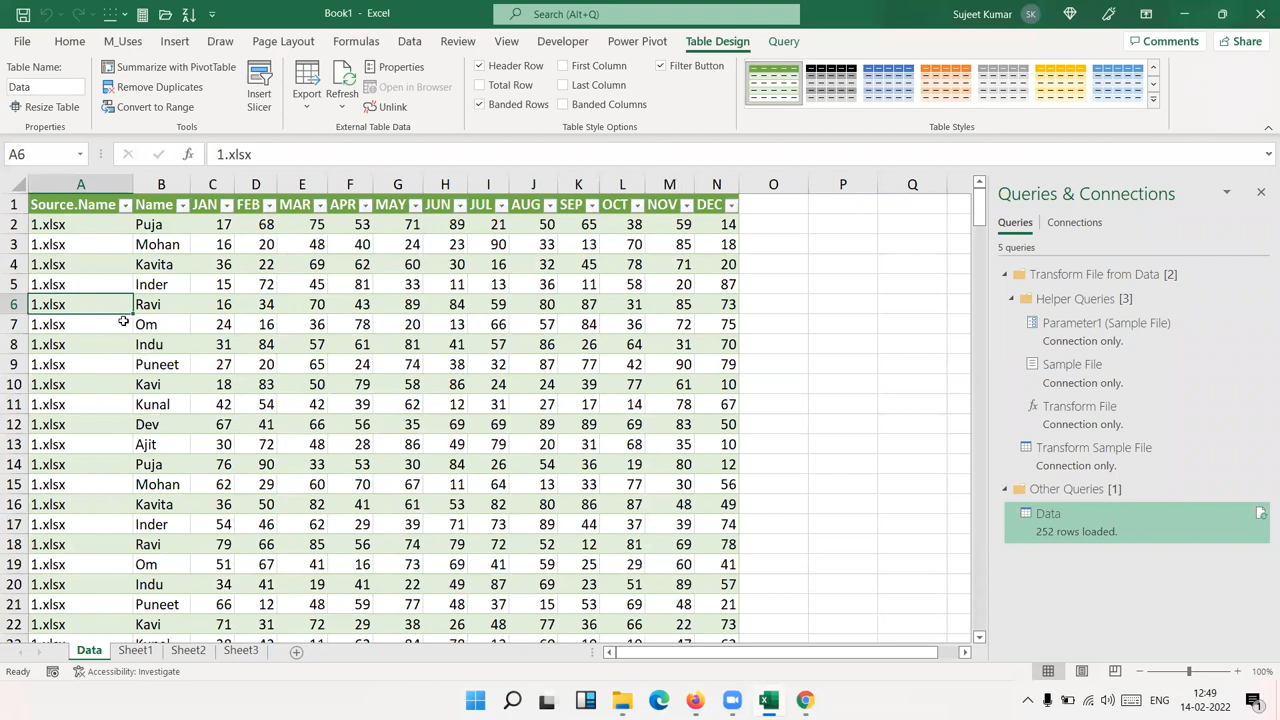 Book1 - Excel
Search (Alt+Q)
Sujeet Kumar
SK
File Home M_Uses Insert Draw Page Layout Formulas Data Review View Developer Power Pivot Table Design Query
Comments Share
Table Name:
Data
Resize Table
Properties
Summarize with PivotTable
Remove Duplicates
Convert to Range
Tools
Insert
Slicer
Export
Refresh
Properties
Open in Browser
Unlink
External Table Data
Header Row First Column Filter Button
Total Row Last Column
Banded Rows Banded Columns
Table Style Options
Table Styles
A6
1.xlsx
A B C D E F G H I J K L M N O P Q
1 Source.Name Name JAN FEB MAR APR MAY JUN JUL AUG SEP OCT NOV DEC
2 1.xlsx Puja 17 68 75 53 71 89 21 50 65 38 59 14
3 1.xlsx Mohan 16 20 48 40 24 23 90 33 13 70 85 18
4 1.xlsx Kavita 36 22 69 62 60 30 16 32 45 78 71 20
5 1.xlsx Inder 15 72 45 81 33 11 13 36 11 58 20 87
6 1.xlsx Ravi 16 34 70 43 89 84 59 80 87 31 85 73
7 1.xlsx Om 24 16 36 78 20 13 66 57 84 36 72 75
8 1.xlsx Indu 31 84 57 61 81 41 57 86 26 64 31 70
9 1.xlsx Puneet 27 20 65 24 74 38 32 87 77 42 90 79
10 1.xlsx Kavi 18 83 50 79 58 86 24 24 39 77 61 10
11 1.xlsx Kunal 42 54 42 39 62 12 31 27 17 14 78 67
12 1.xlsx Dev 67 41 66 56 35 69 69 89 89 69 83 50
13 1.xlsx Ajit 30 72 48 28 86 49 79 20 31 68 35 10
14 1.xlsx Puja 76 90 33 53 30 84 26 54 36 19 80 12
15 1.xlsx Mohan 62 29 60 70 67 11 64 13 33 77 30 56
16 1.xlsx Kavita 36 50 82 41 61 53 82 80 86 87 48 49
17 1.xlsx Inder 54 46 62 29 39 71 73 89 44 37 39 74
18 1.xlsx Ravi 79 66 85 56 74 79 72 52 12 81 69 78
19 1.xlsx Om 51 67 41 16 73 69 41 59 25 29 60 41
20 1.xlsx Indu 34 41 19 41 22 49 87 69 23 51 89 57
21 1.xlsx Puneet 66 12 48 59 77 48 37 15 53 69 48 21
22 1.xlsx Kavi 71 31 72 29 38 26 48 77 36 66 22 73
Queries & Connections
Queries Connections
5 queries
Transform File from Data [2]
Helper Queries [3]
Parameter1 (Sample File)
Connection only.
Sample File
Connection only.
fx Transform File
Connection only.
Transform Sample File
Connection only.
Other Queries [1]
Data
252 rows loaded.
Data Sheet1 Sheet2 Sheet3
Ready Accessibility: Investigate 100%
ENG
12:49
14-02-2022
1